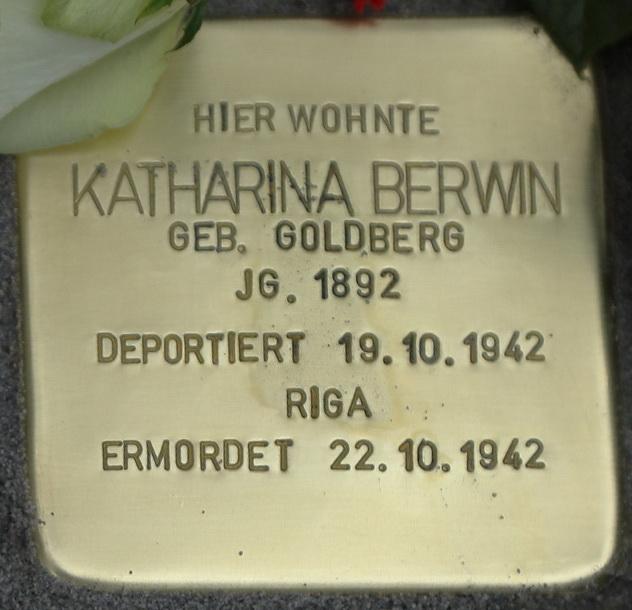 HIER WOHNTE
KATHARINA BERWIN
GEB. GOLDBERG
JG. 1892
DEPORTIERT 19.10.1942
RIGA
ERMORDET 22.10.1942